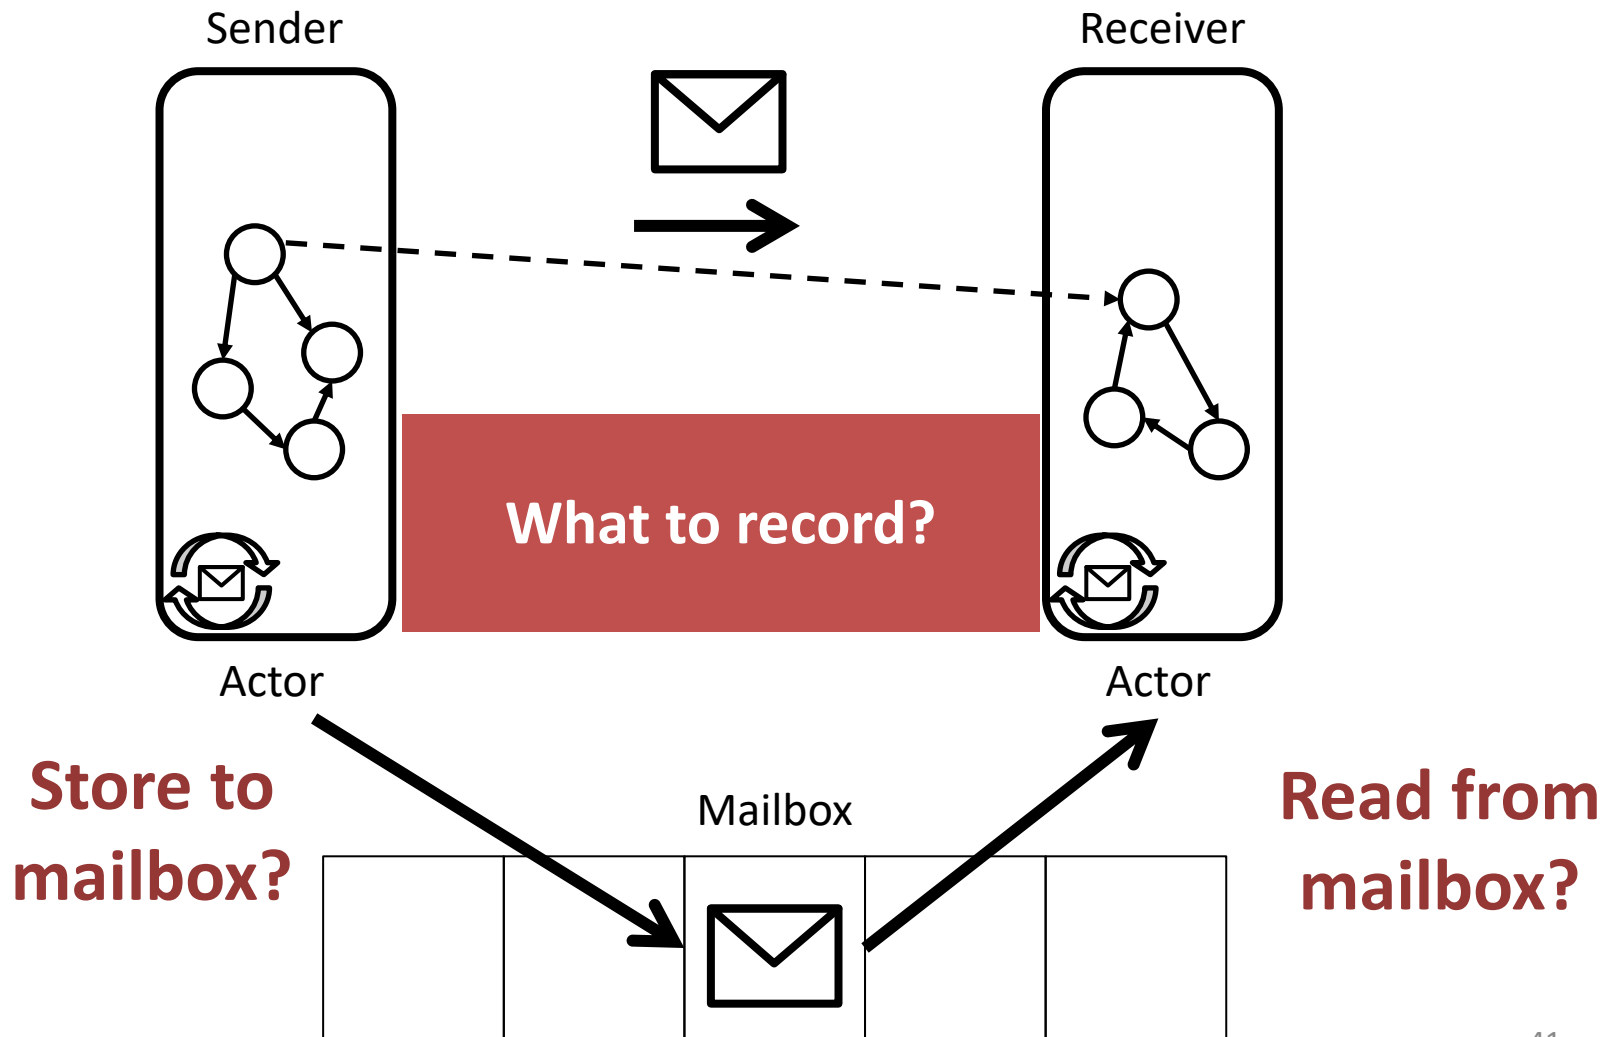 Sender
Receiver
What to record?
Actor
Actor
Store to
mailbox?
Mailbox
Read from
mailbox?